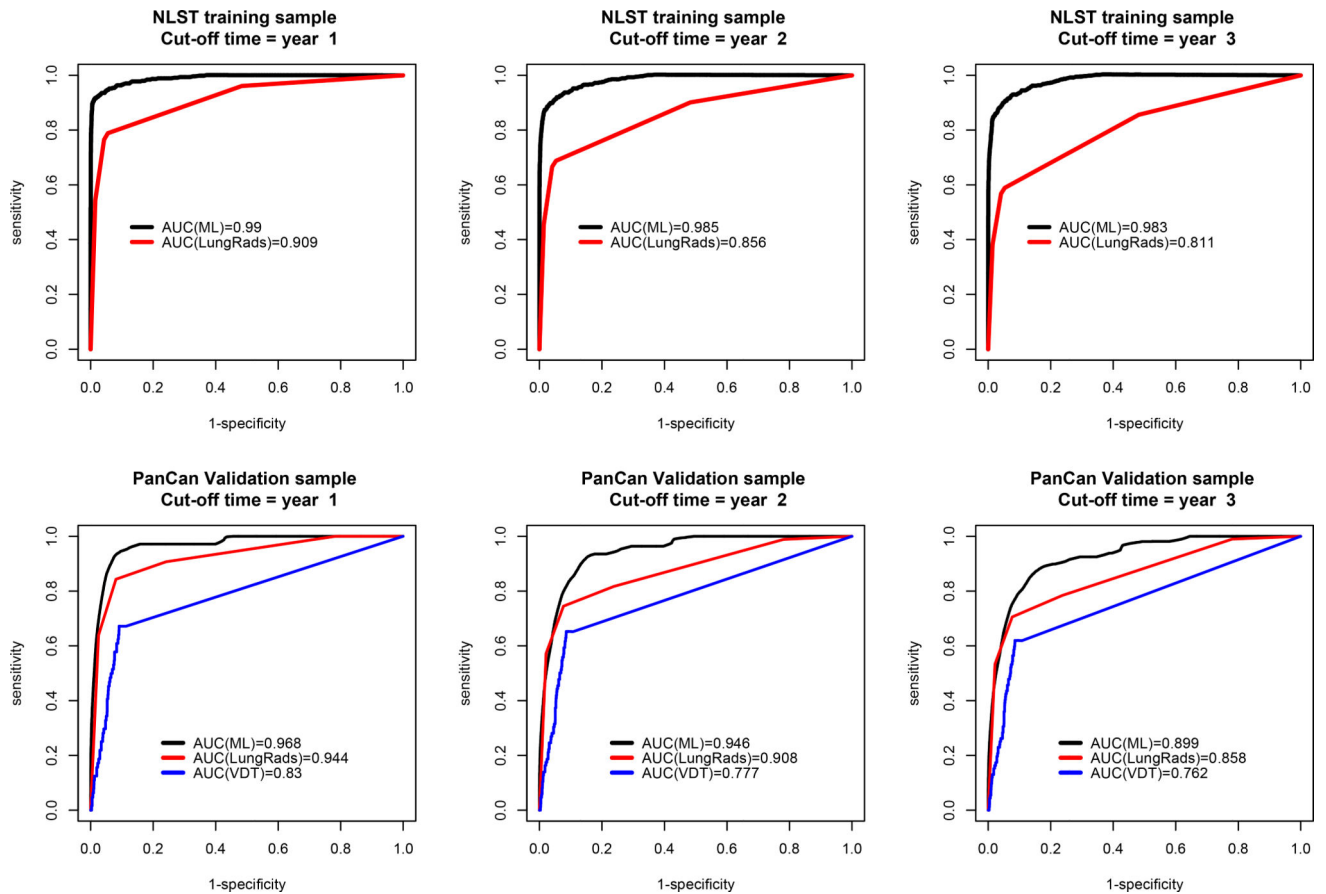 NLST training sample
Cut-off time = year 1
sensitivity
1.0
0.8
0.6
0.4
0.2
0.0
AUC(ML)=0.99
AUC(LungRads)=0.909
0.0 0.2 0.4 0.6 0.8 1.0
1-specificity
NLST training sample
Cut-off time = year 2
sensitivity
1.0
0.8
0.6
0.4
0.2
0.0
AUC(ML)=0.985
AUC(LungRads)=0.856
0.0 0.2 0.4 0.6 0.8 1.0
1-specificity
NLST training sample
Cut-off time = year 3
sensitivity
1.0
0.8
0.6
0.4
0.2
0.0
AUC(ML)=0.983
AUC(LungRads)=0.811
0.0 0.2 0.4 0.6 0.8 1.0
1-specificity
PanCan Validation sample
Cut-off time = year 1
sensitivity
1.0
0.8
0.6
0.4
0.2
0.0
AUC(ML)=0.968
AUC(LungRads)=0.944
AUC(VDT)=0.83
0.0 0.2 0.4 0.6 0.8 1.0
1-specificity
PanCan Validation sample
Cut-off time = year 2
sensitivity
1.0
0.8
0.6
0.4
0.2
0.0
AUC(ML)=0.946
AUC(LungRads)=0.908
AUC(VDT)=0.777
0.0 0.2 0.4 0.6 0.8 1.0
1-specificity
PanCan Validation sample
Cut-off time = year 3
sensitivity
1.0
0.8
0.6
0.4
0.2
0.0
AUC(ML)=0.899
AUC(LungRads)=0.858
AUC(VDT)=0.762
0.0 0.2 0.4 0.6 0.8 1.0
1-specificity